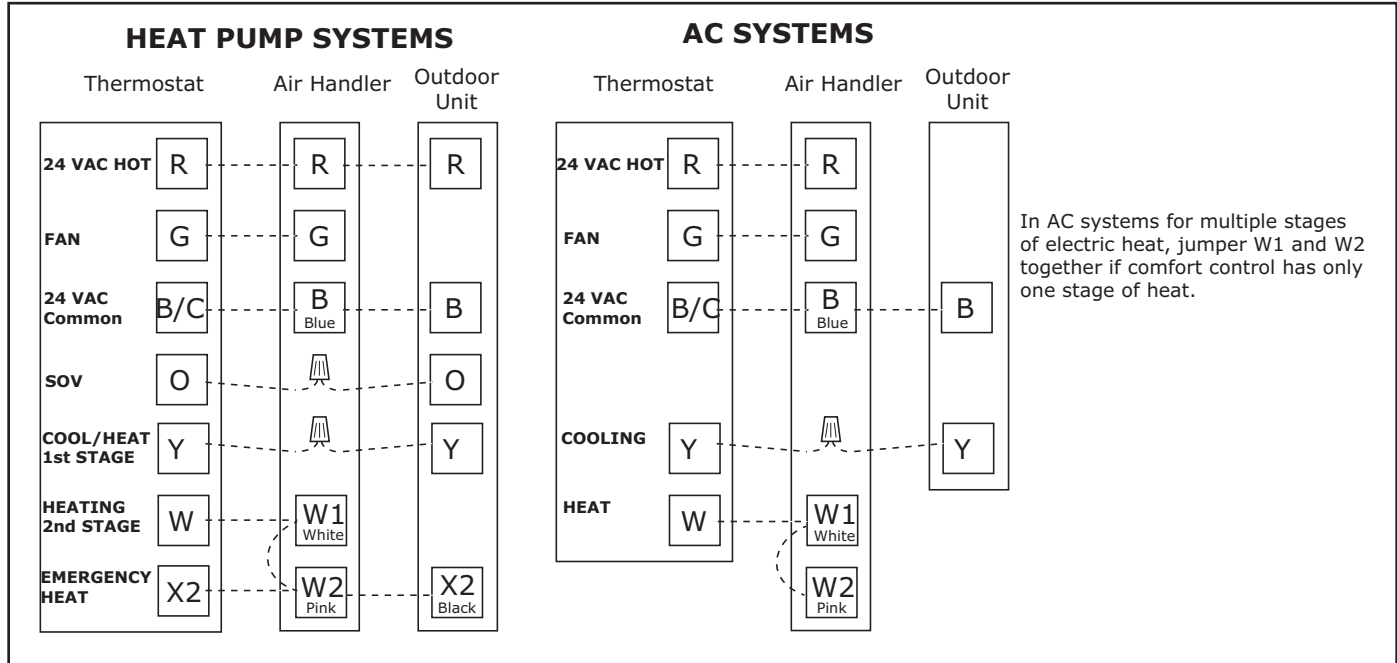 HEAT PUMP SYSTEMS
Thermostat
Air Handler
Outdoor
Unit
24 VAC HOT
R
R
R
FAN
G
G
24 VAC
Common
B/C
B
Blue
B
SOV
O
O
COOL/HEAT
1st STAGE
Y
Y
HEATING
2nd STAGE
W
W1
White
EMERGENCY
HEAT
X2
W2
Pink
X2
Black
AC SYSTEMS
Thermostat
Air Handler
Outdoor
Unit
24 VAC HOT
R
R
FAN
G
G
24 VAC
Common
B/C
B
Blue
B
COOLING
Y
Y
HEAT
W
W1
White
W2
Pink
In AC systems for multiple stages
of electric heat, jumper W1 and W2
together if comfort control has only
one stage of heat.